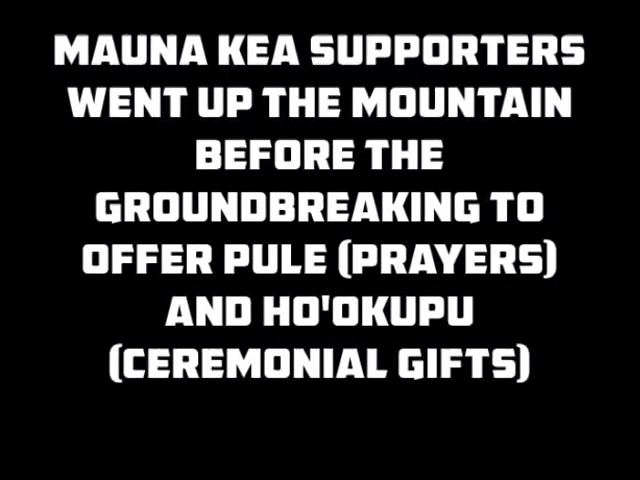 MAUNA KEA SUPPORTERS
WENT UP THE MOUNTAIN
BEFORE THE
GROUNDBREAKING TO
OFFER PULE (PRAYERS)
AND HO'OKUPU
(CEREMONIAL GIFTS)